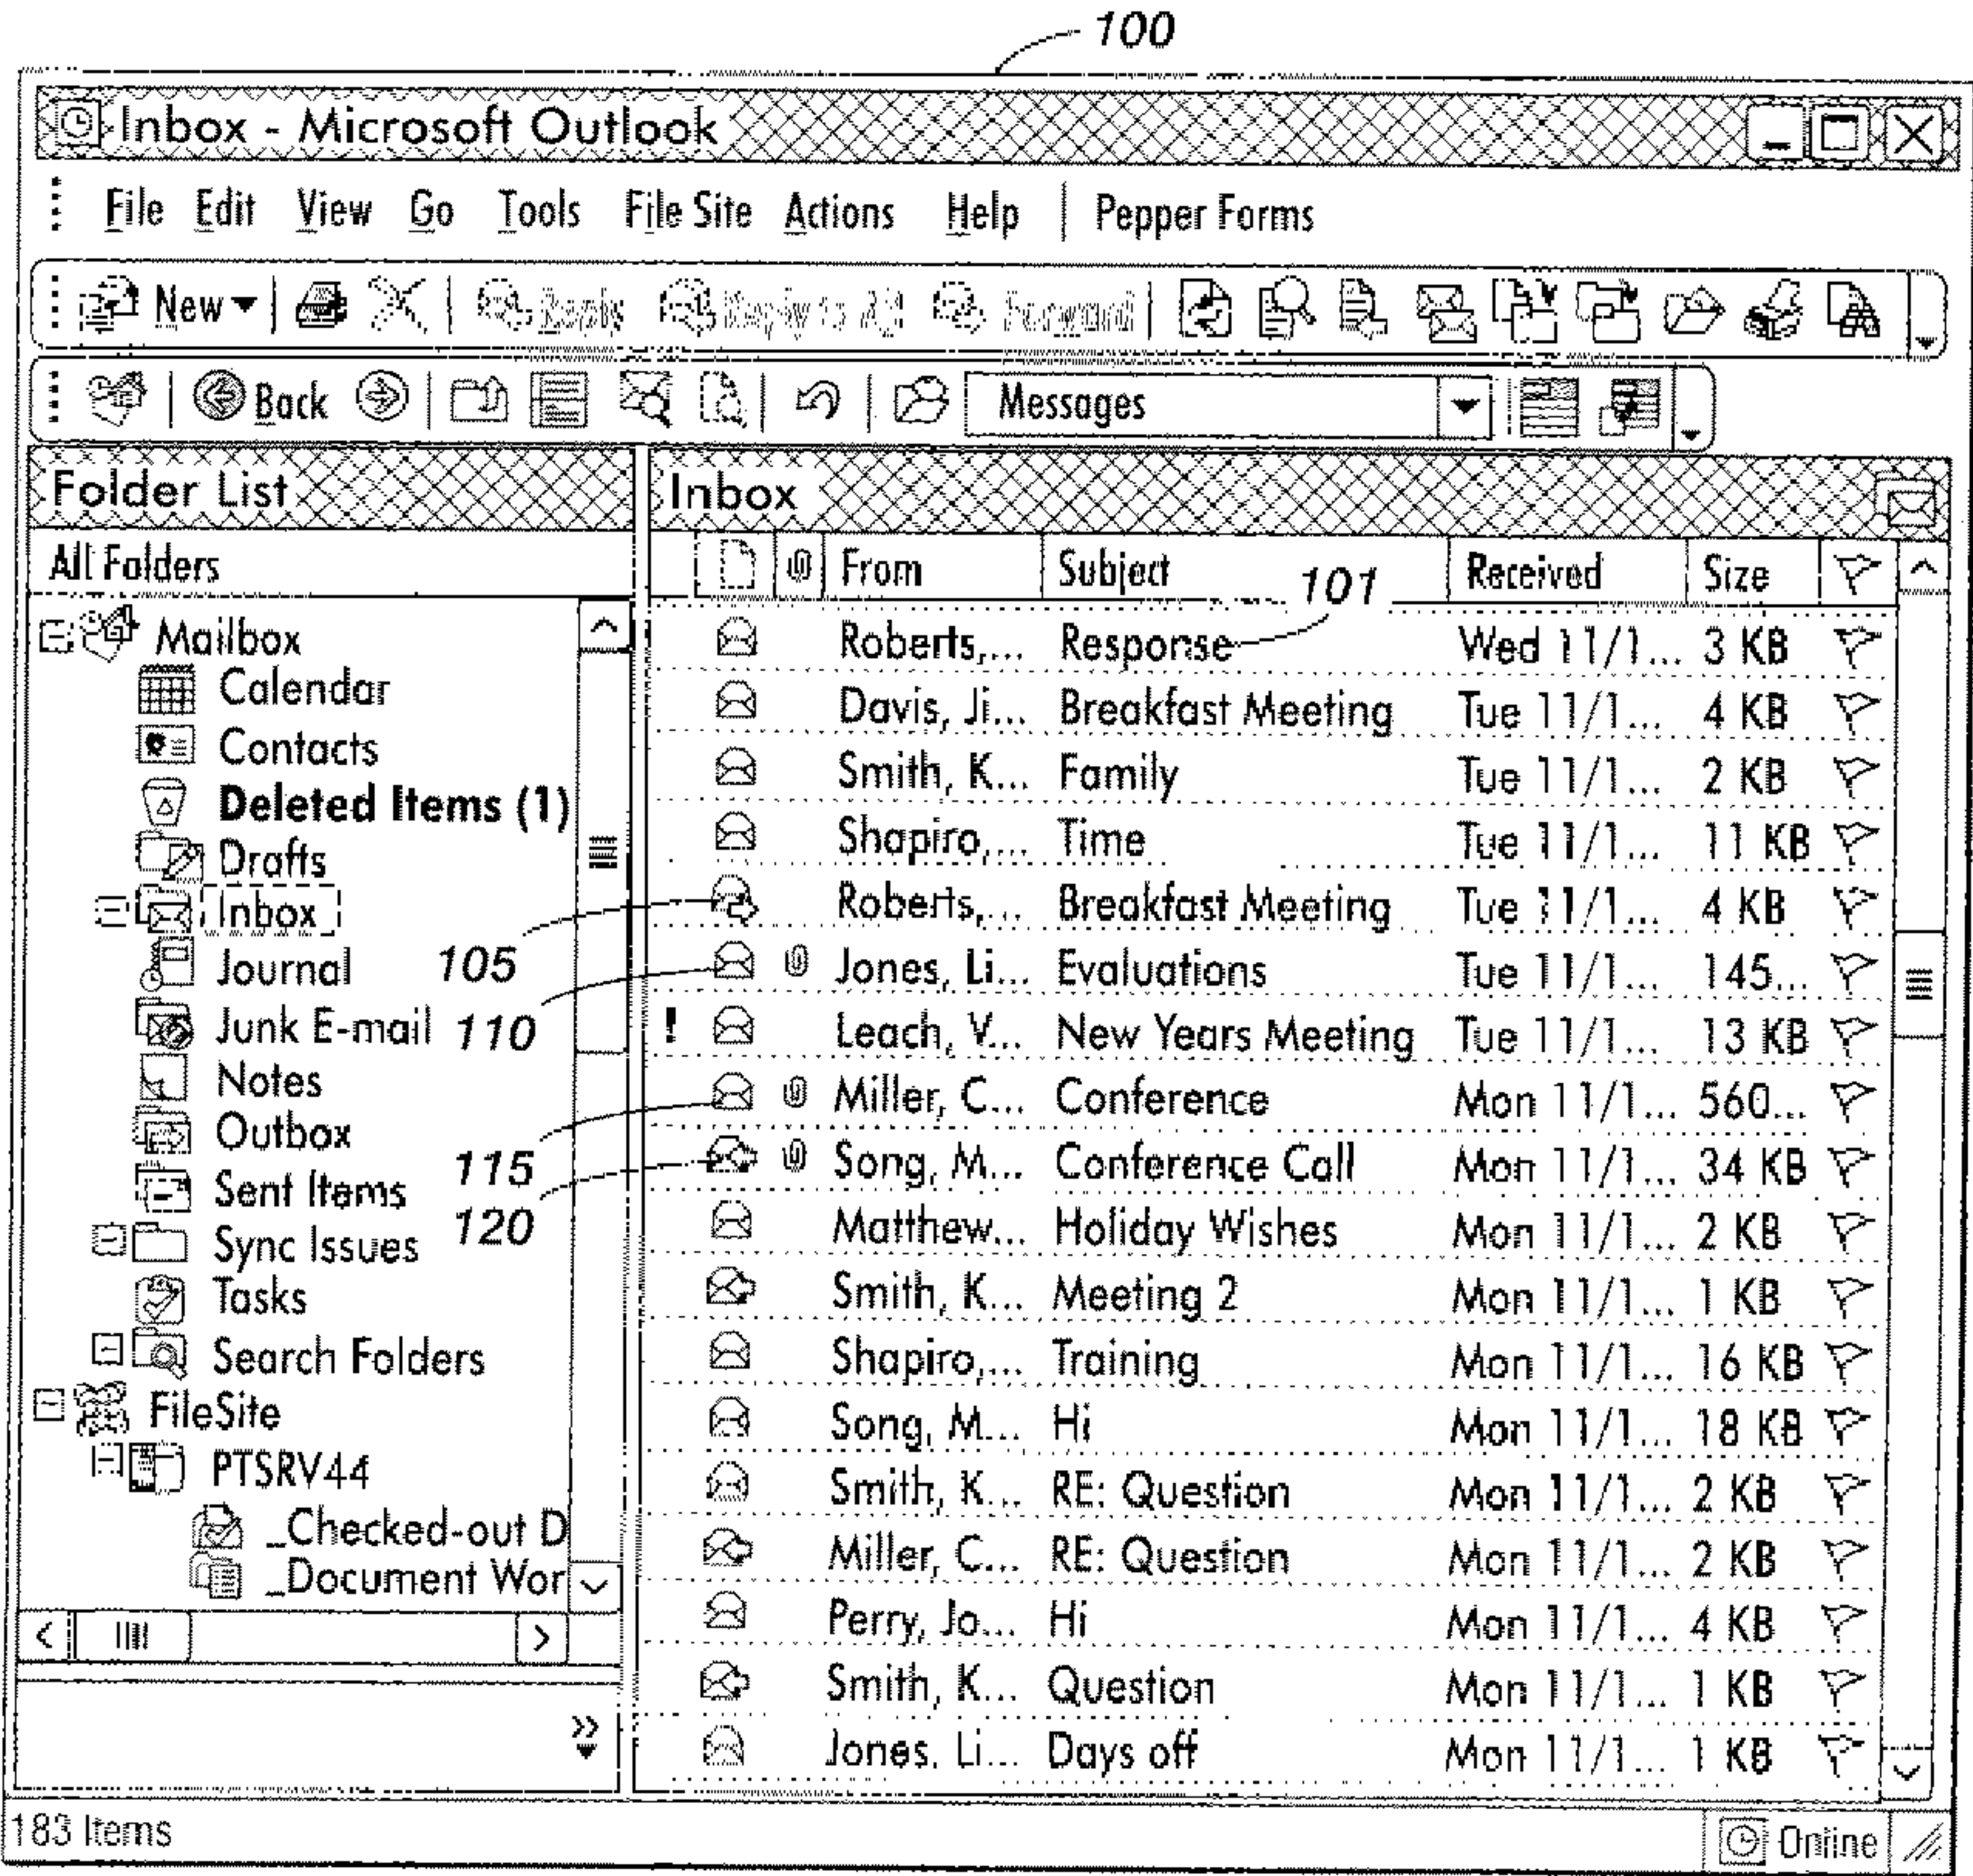 100
Inbox - Microsoft Outlook
File Edit View Go Tools File Site Actions Help | Pepper Forms
New Reply Reply to All Forward
Back Messages
Folder List
All Folders
Mailbox
Calendar
Contacts
Deleted Items (1)
Drafts
Inbox
Journal
Junk E-mail
Notes
Outbox
Sent Items
Sync Issues
Tasks
Search Folders
FileSite
PTSRV44
_Checked-out D
_Document Wor
105
110
115
120
Inbox
From Subject Received Size
101
Roberts,... Response Wed 11/1... 3 KB
Davis, Ji... Breakfast Meeting Tue 11/1... 4 KB
Smith, K... Family Tue 11/1... 2 KB
Shapiro,... Time Tue 11/1... 11 KB
Roberts,... Breakfast Meeting Tue 11/1... 4 KB
Jones, Li... Evaluations Tue 11/1... 145...
! Leach, V... New Years Meeting Tue 11/1... 13 KB
Miller, C... Conference Mon 11/1... 560...
Song, M... Conference Call Mon 11/1... 34 KB
Matthew... Holiday Wishes Mon 11/1... 2 KB
Smith, K... Meeting 2 Mon 11/1... 1 KB
Shapiro,... Training Mon 11/1... 16 KB
Song, M... Hi Mon 11/1... 18 KB
Smith, K... RE: Question Mon 11/1... 2 KB
Miller, C... RE: Question Mon 11/1... 2 KB
Perry, Jo... Hi Mon 11/1... 4 KB
Smith, K... Question Mon 11/1... 1 KB
Jones, Li... Days off Mon 11/1... 1 KB
183 Items
Online